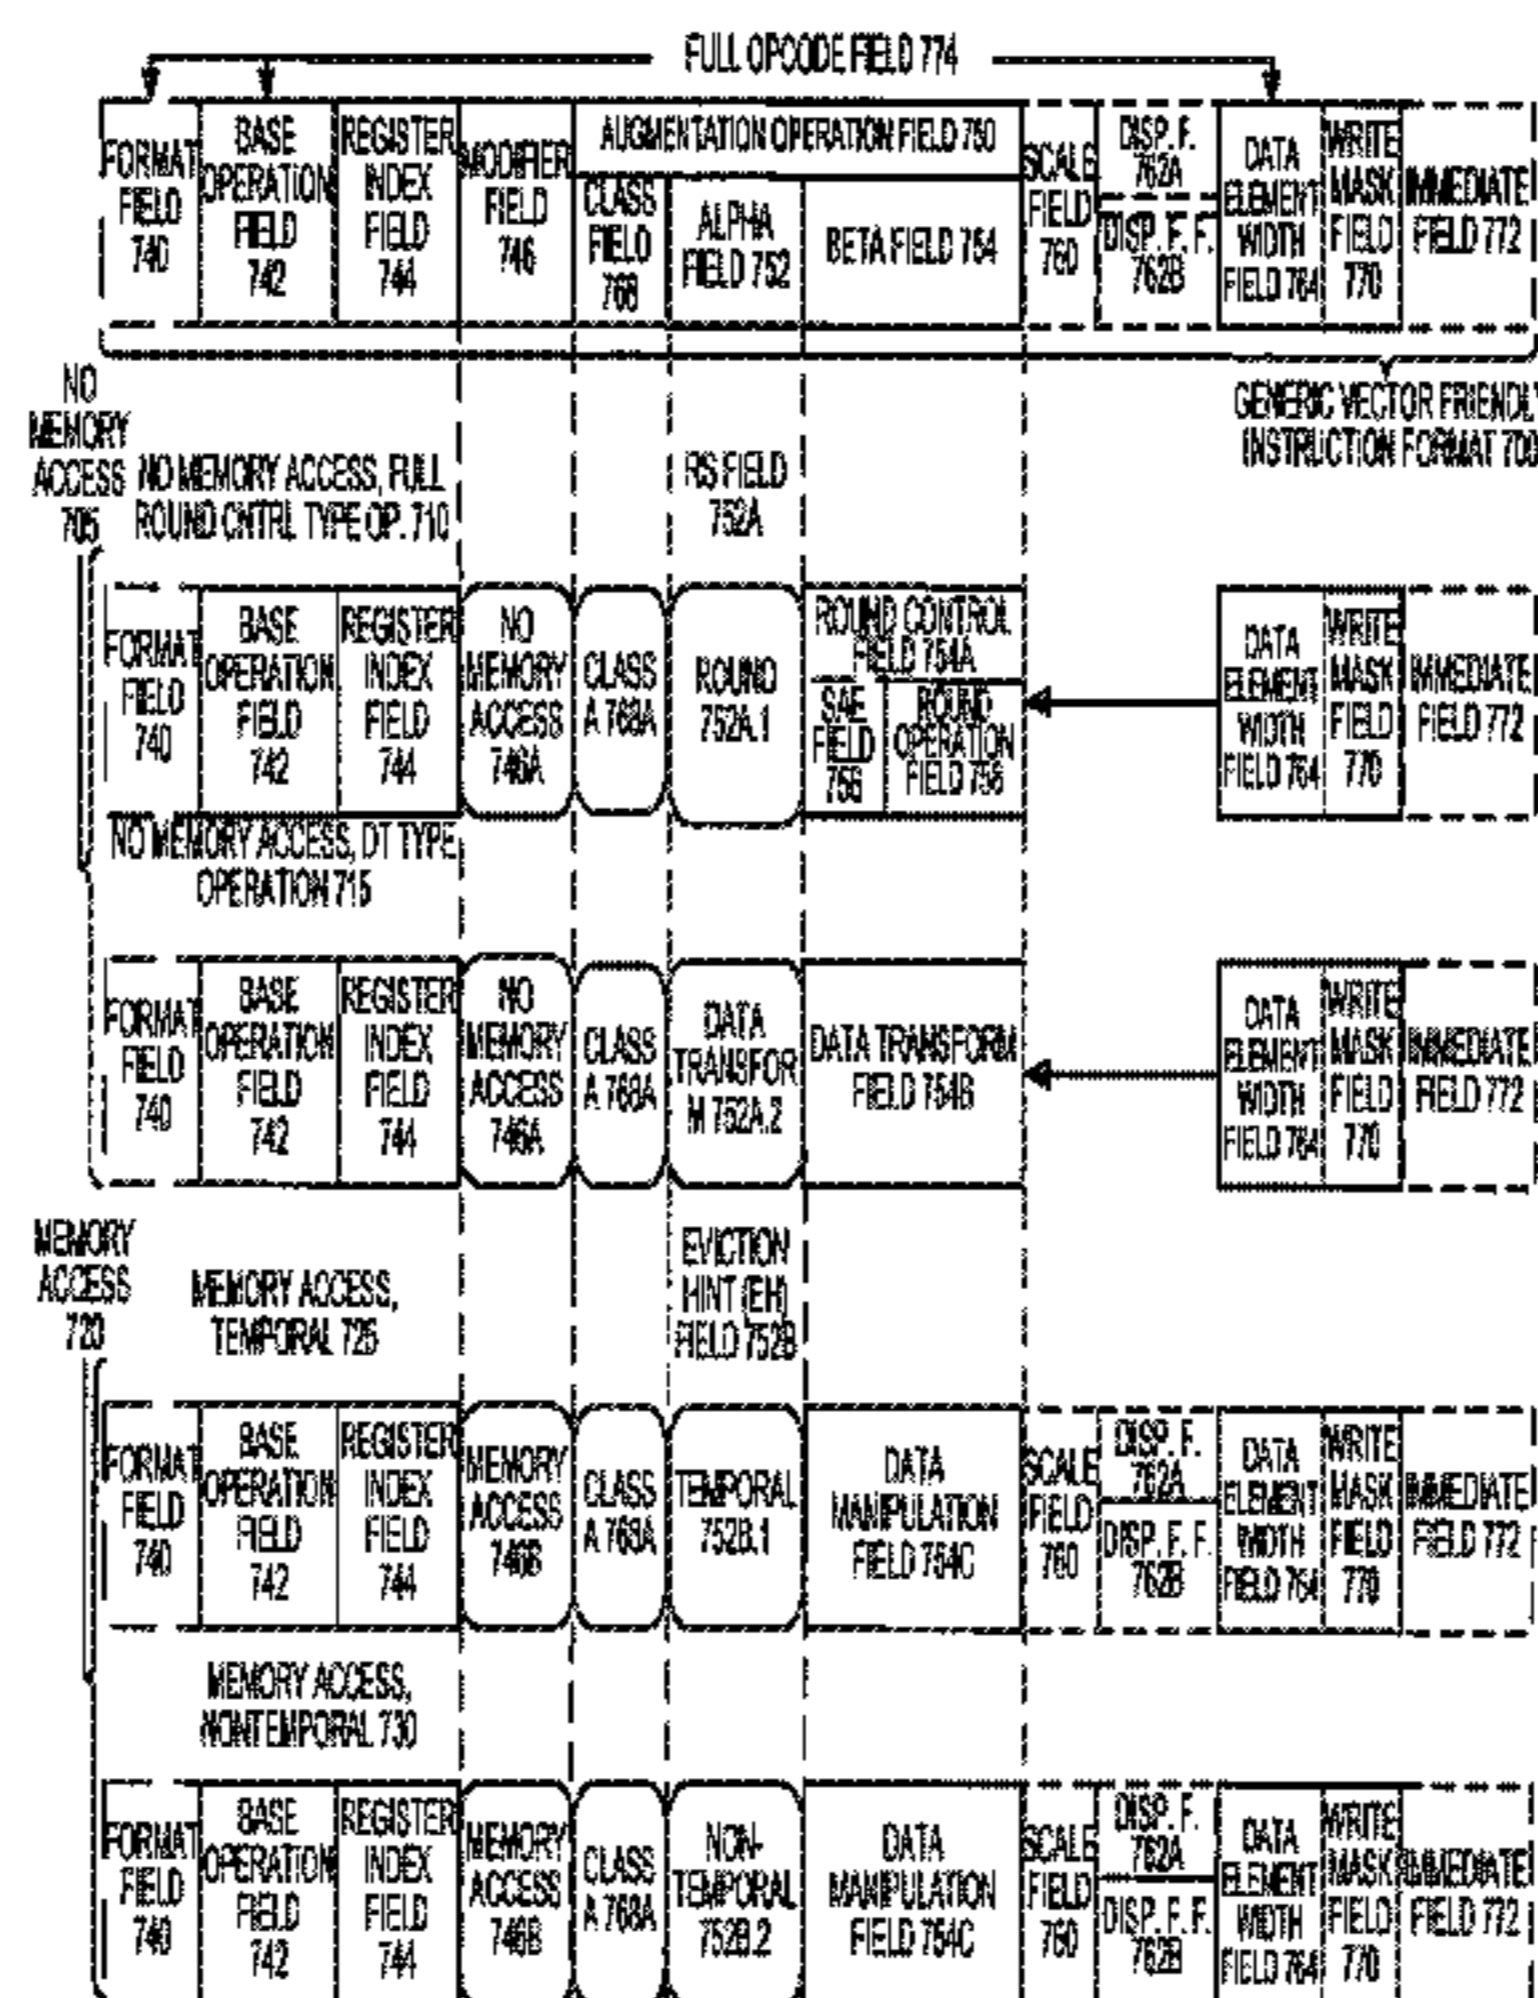 FULL OPCODE FIELD 774
FORMAT FIELD 740
BASE OPERATION FIELD 742
REGISTER INDEX FIELD 744
MODIFIER FIELD 746
AUGMENTATION OPERATION FIELD 750
CLASS FIELD 768
ALPHA FIELD 752
BETA FIELD 754
SCALE FIELD 760
DISP. F. 762A
DISP. F. F. 762B
DATA ELEMENT WIDTH FIELD 764
WRITE MASK FIELD 770
IMMEDIATE FIELD 772
GENERIC VECTOR FRIENDLY
INSTRUCTION FORMAT 700
NO MEMORY ACCESS 705
NO MEMORY ACCESS, FULL
ROUND CNTRL TYPE OP. 710
RS FIELD
752A
FORMAT FIELD 740
BASE OPERATION FIELD 742
REGISTER INDEX FIELD 744
NO MEMORY ACCESS 746A
CLASS A 768A
ROUND 752A.1
ROUND CONTROL FIELD 754A
SAE FIELD 756
ROUND OPERATION FIELD 758
DATA ELEMENT WIDTH FIELD 764
WRITE MASK FIELD 770
IMMEDIATE FIELD 772
NO MEMORY ACCESS, DT TYPE
OPERATION 715
FORMAT FIELD 740
BASE OPERATION FIELD 742
REGISTER INDEX FIELD 744
NO MEMORY ACCESS 746A
CLASS A 768A
DATA TRANSFOR M 752A.2
DATA TRANSFORM FIELD 754B
DATA ELEMENT WIDTH FIELD 764
WRITE MASK FIELD 770
IMMEDIATE FIELD 772
MEMORY ACCESS 720
MEMORY ACCESS,
TEMPORAL 725
EVICTION
HINT (EH)
FIELD 752B
FORMAT FIELD 740
BASE OPERATION FIELD 742
REGISTER INDEX FIELD 744
MEMORY ACCESS 746B
CLASS A 768A
TEMPORAL 752B.1
DATA MANIPULATION FIELD 754C
SCALE FIELD 760
DISP. F. 762A
DISP. F. F. 762B
DATA ELEMENT WIDTH FIELD 764
WRITE MASK FIELD 770
IMMEDIATE FIELD 772
MEMORY ACCESS,
NONTEMPORAL 730
FORMAT FIELD 740
BASE OPERATION FIELD 742
REGISTER INDEX FIELD 744
MEMORY ACCESS 746B
CLASS A 768A
NON-TEMPORAL 752B.2
DATA MANIPULATION FIELD 754C
SCALE FIELD 760
DISP. F. 762A
DISP. F. F. 762B
DATA ELEMENT WIDTH FIELD 764
WRITE MASK FIELD 770
IMMEDIATE FIELD 772